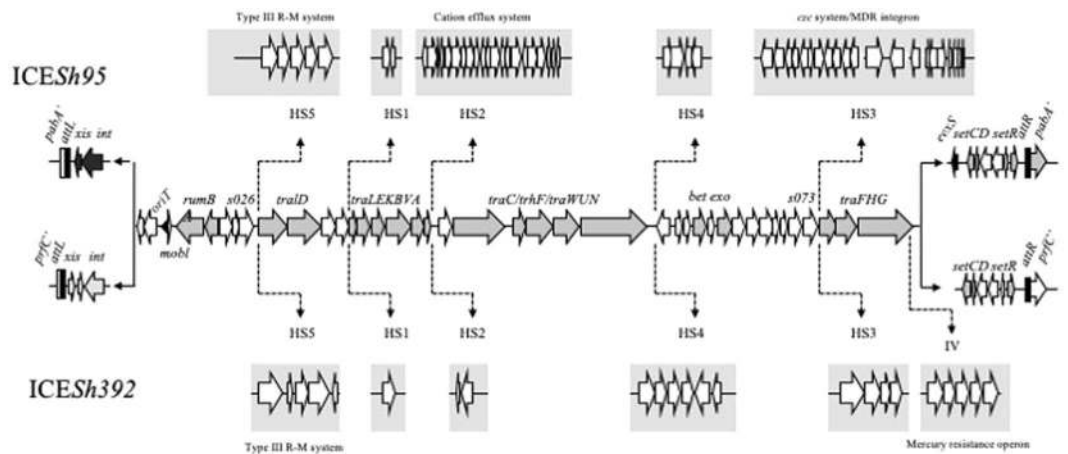 Type III R-M system
Cation efflux system
czc system/MDR integron
ICESh95
HS5
HS1
HS2
HS4
HS3
pabA`
attL
xis int
rexS
setCD setR
attR
pabA`
oriT
rumB
s026
traID
traLEKBVA
traC/trhF/traWUN
bet exo
s073
traFHG
mobI
prfC`
attL
xis int
setCD setR
attR
prfC`
HS5
HS1
HS2
HS4
HS3
IV
ICESh392
Type III R-M system
Mercury resistance operon